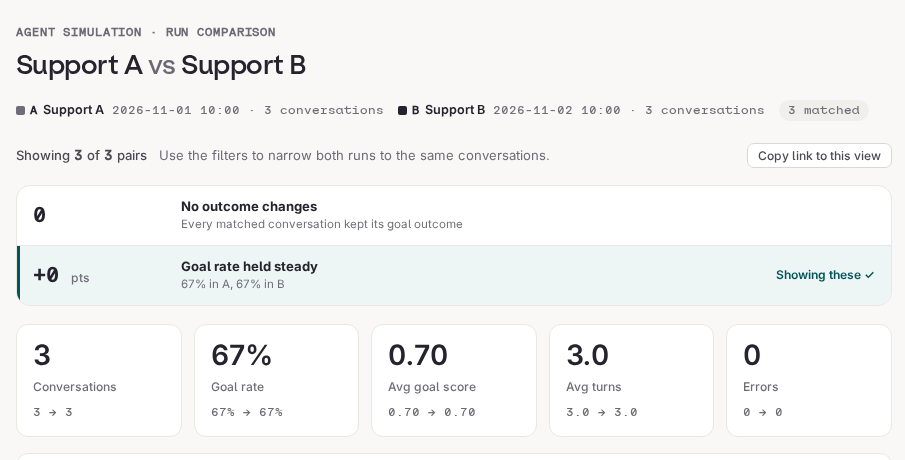 AGENT SIMULATION · RUN COMPARISON
Support A vs Support B
A Support A 2026-11-01 10:00 · 3 conversations B Support B 2026-11-02 10:00 · 3 conversations 3 matched
Showing 3 of 3 pairs Use the filters to narrow both runs to the same conversations. Copy link to this view
0 No outcome changes
Every matched conversation kept its goal outcome
+0 pts Goal rate held steady
67% in A, 67% in B
Showing these ✓
3 67% 0.70 3.0 0
Conversations Goal rate Avg goal score Avg turns Errors
3 → 3 67% → 67% 0.70 → 0.70 3.0 → 3.0 0 → 0